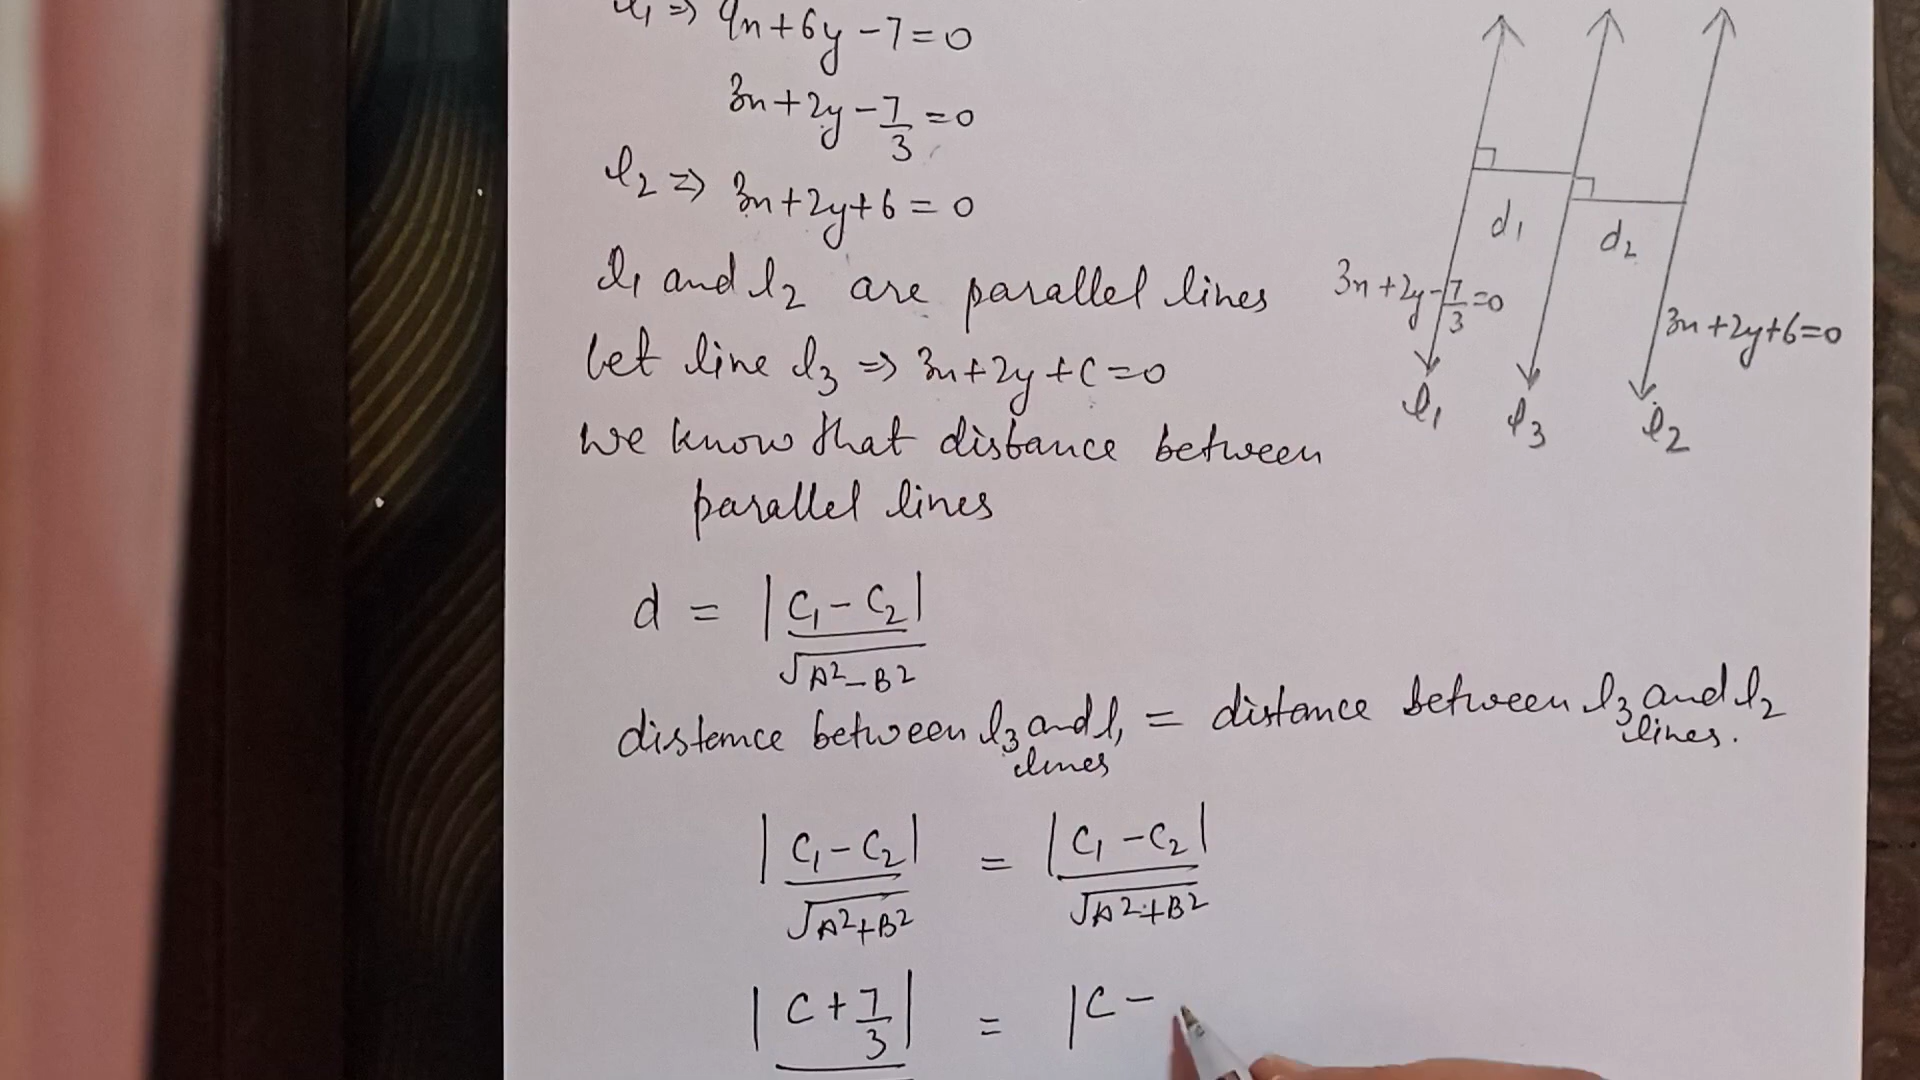 l₁ ⇒ 9x+6y−7=0
3x+2y−7/3=0
l₂ ⇒ 3x+2y+6=0
l₁ and l₂ are parallel lines
let line l₃ ⇒ 3x+2y+C=0
we know that distance between
parallel lines
d = |C₁−C₂|/√A²−B²
distance between l₃ and l₁ lines = distance between l₃ and l₂ lines.
|C₁−C₂|/√A²+B² = |C₁−C₂|/√A²+B²
|C+7/3| = |C−
d₁
d₂
3x+2y−7/3=0
3x+2y+6=0
l₁ l₃ l₂